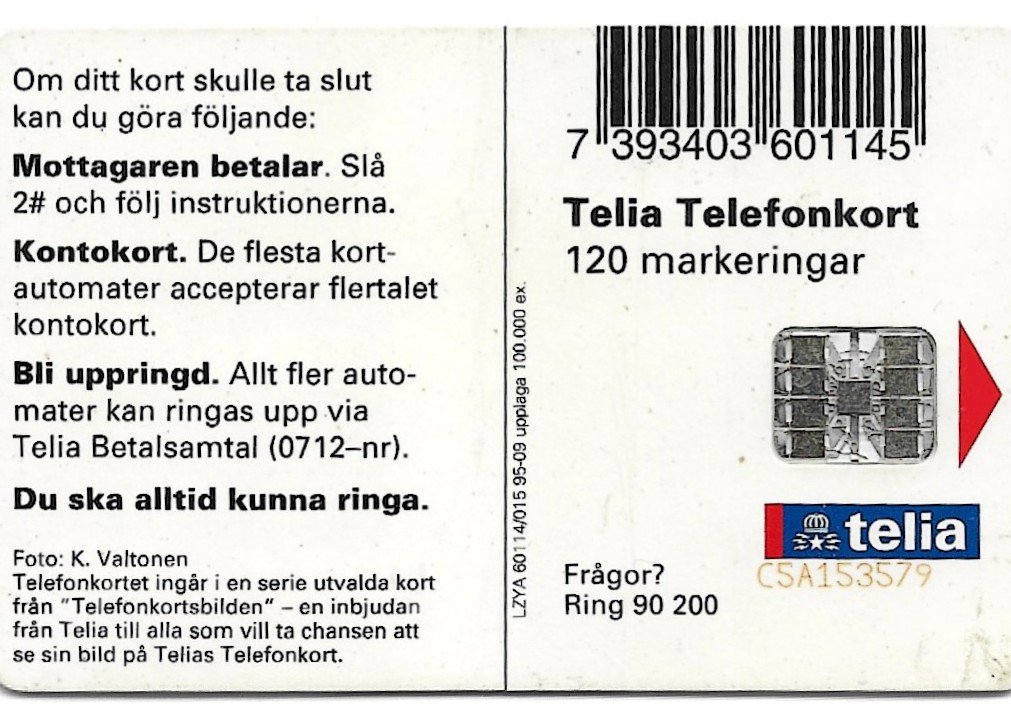 Om ditt kort skulle ta slut
kan du göra följande:
Mottagaren betalar. Slå
2# och följ instruktionerna.
Kontokort. De flesta kort-
automater accepterar flertalet
kontokort.
Bli uppringd. Allt fler auto-
mater kan ringas upp via
Telia Betalsamtal (0712–nr).
Du ska alltid kunna ringa.
Foto: K. Valtonen
Telefonkortet ingår i en serie utvalda kort
från "Telefonkortsbilden" – en inbjudan
från Telia till alla som vill ta chansen att
se sin bild på Telias Telefonkort.
LZYA 60114/015 95-09 upplaga 100.000 ex.
7 393403 601145
Telia Telefonkort
120 markeringar
telia
CSA153579
Frågor?
Ring 90 200